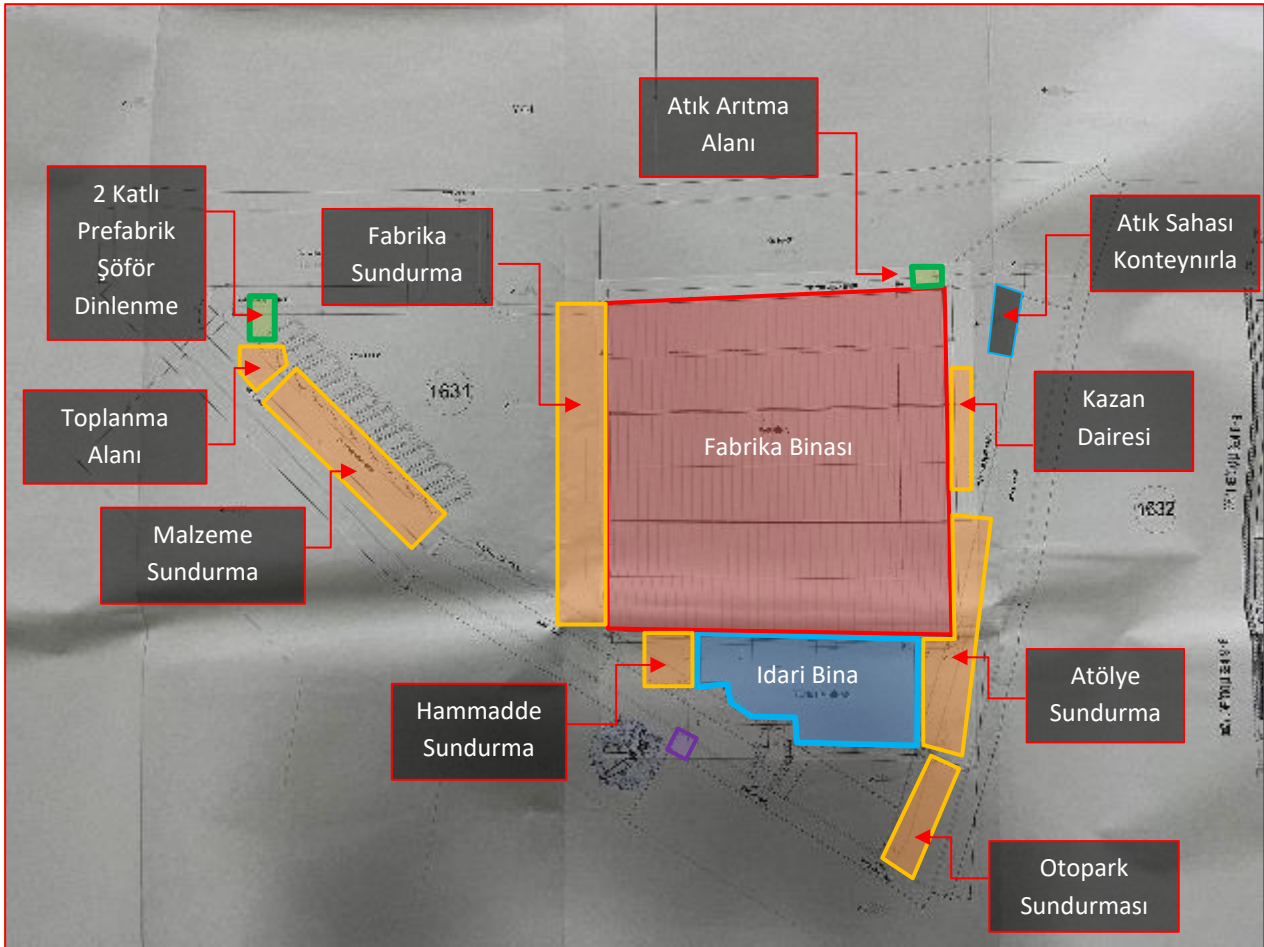 Atık Arıtma
Alanı
2 Katlı
Prefabrik
Şöför
Dinlenme
Fabrika
Sundurma
Atık Sahası
Konteynırla
1631
Toplanma
Alanı
Kazan
Dairesi
Fabrika Binası
1632
Malzeme
Sundurma
Idari Bina
Hammadde
Sundurma
Atölye
Sundurma
Otopark
Sundurması